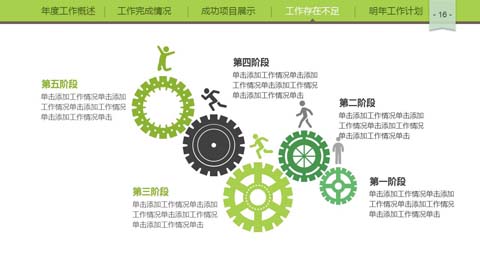 年度工作概述 工作完成情况 成功项目展示 工作存在不足 明年工作计划 - 16 -
第四阶段
单击添加工作情况单击添加
工作情况单击添加工作情况
单击添加工作情况单击
第五阶段
单击添加工作情况单击添加
工作情况单击添加工作情况
单击添加工作情况单击
第二阶段
单击添加工作情况单击添加
工作情况单击添加工作情况
单击添加工作情况单击
第一阶段
单击添加工作情况单击添加
工作情况单击添加工作情况
单击添加工作情况单击
第三阶段
单击添加工作情况单击添加
工作情况单击添加工作情况
单击添加工作情况单击